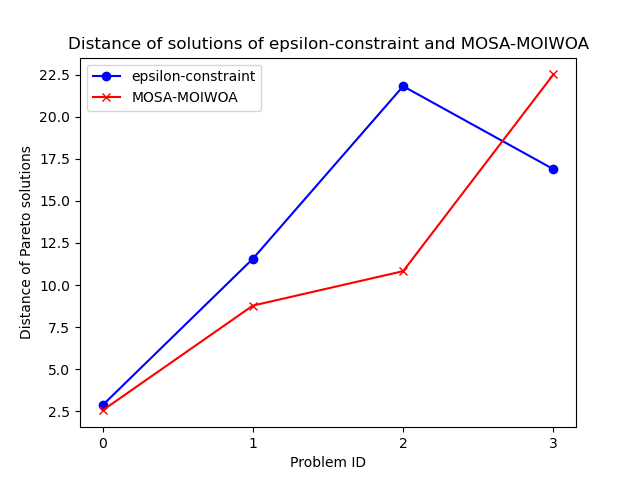 Distance of solutions of epsilon-constraint and MOSA-MOIWOA
epsilon-constraint
MOSA-MOIWOA
Distance of Pareto solutions
22.5
20.0
17.5
15.0
12.5
10.0
7.5
5.0
2.5
0 1 2 3
Problem ID